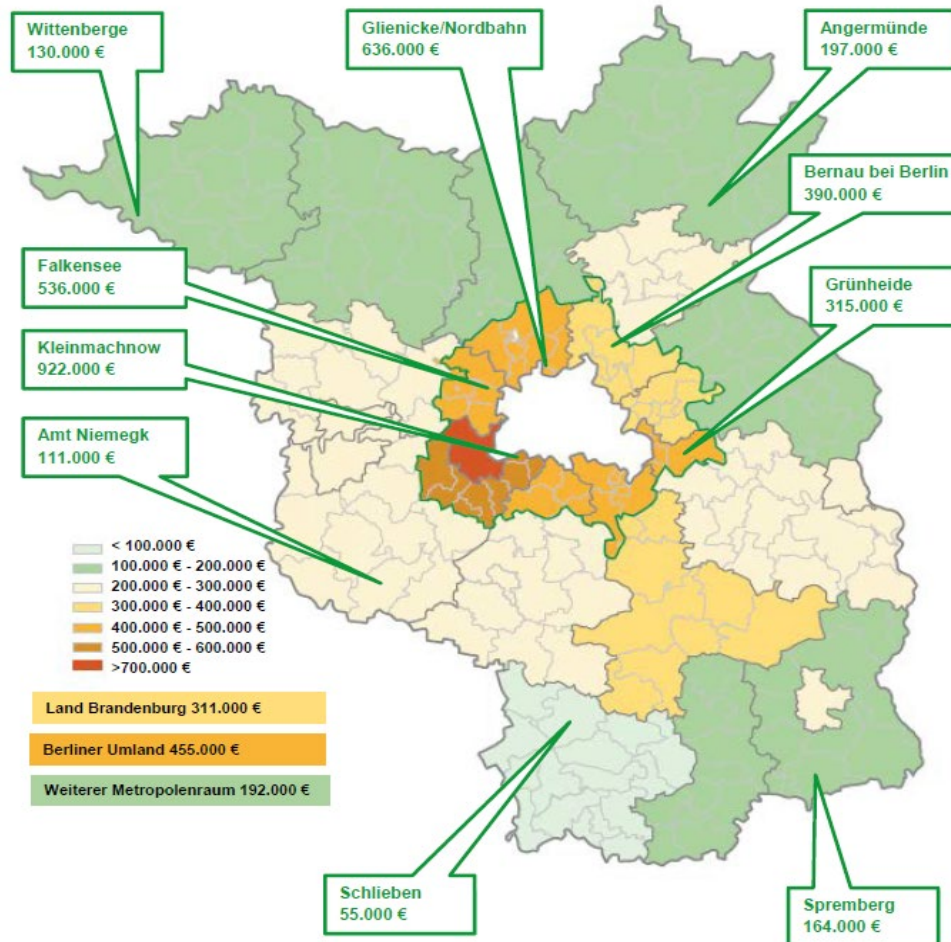 Wittenberge
130.000 €
Glienicke/Nordbahn
636.000 €
Angermünde
197.000 €
Bernau bei Berlin
390.000 €
Falkensee
536.000 €
Grünheide
315.000 €
Kleinmachnow
922.000 €
Amt Niemegk
111.000 €
< 100.000 €
100.000 € - 200.000 €
200.000 € - 300.000 €
300.000 € - 400.000 €
400.000 € - 500.000 €
500.000 € - 600.000 €
>700.000 €
Land Brandenburg 311.000 €
Berliner Umland 455.000 €
Weiterer Metropolenraum 192.000 €
Schlieben
55.000 €
Spremberg
164.000 €